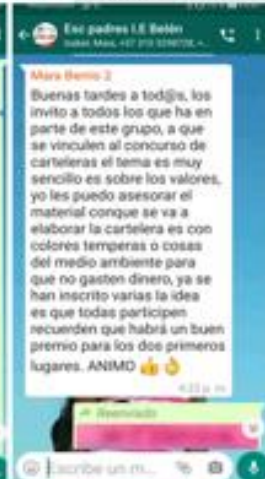 Esc padres I.E Belén
Mara Berrio 2
Buenas tardes a tod@s, los
invito a todos los que ha en
parte de este grupo, a que
se vinculen al concurso de
carteleras el tema es muy
sencillo es sobre los valores,
yo les puedo asesorar el
material conque se va a
elaborar la cartelera es con
colores temperas o cosas
del medio ambiente para
que no gasten dinero, ya se
han inscrito varias la idea
es que todas participen
recuerden que habrá un buen
premio para los dos primeros
lugares. ANIMO 👍 👌
Reenviado
Escribe un m...